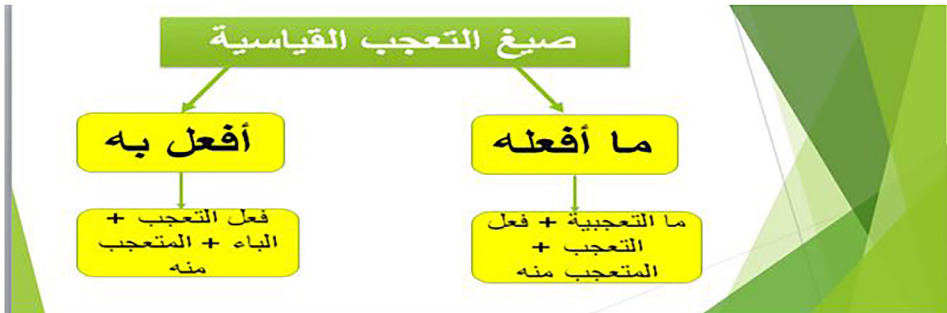 صيغ التعجب القياسية
ما أفعله
أفعل به
ما التعجبية + فعل
التعجب +
المتعجب منه
فعل التعجب +
الباء + المتعجب
منه